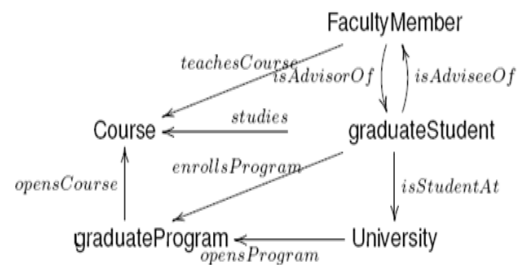 FacultyMember
teachesCourse
isAdvisorOf
isAdviseeOf
studies
Course
graduateStudent
enrollsProgram
opensCourse
isStudentAt
graduateProgram
University
opensProgram